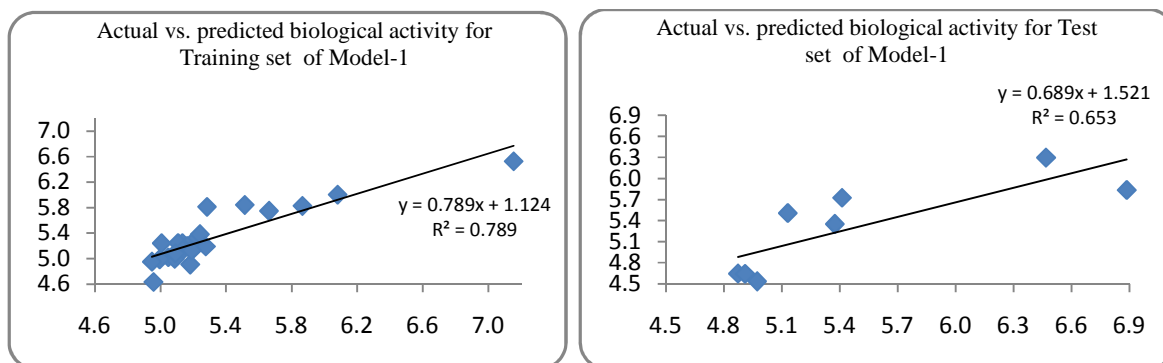 Actual vs. predicted biological activity for
Training set of Model-1
7.0
6.6
6.2
5.8
5.4
5.0
4.6
y = 0.789x + 1.124
R² = 0.789
4.6 5.0 5.4 5.8 6.2 6.6 7.0
Actual vs. predicted biological activity for Test
set of Model-1
y = 0.689x + 1.521
R² = 0.653
6.9
6.6
6.3
6.0
5.7
5.4
5.1
4.8
4.5
4.5 4.8 5.1 5.4 5.7 6.0 6.3 6.6 6.9